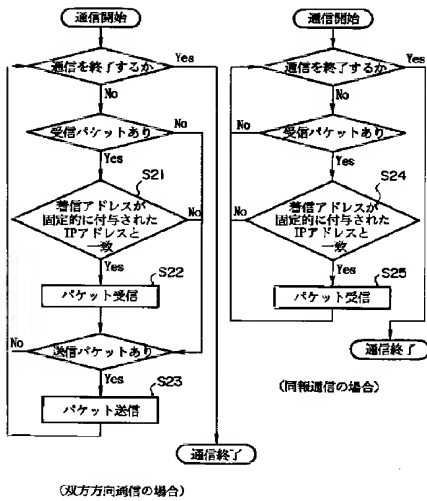 通信開始
通信を終了するか
Yes
No
受信パケットあり
No
Yes
S21
着信アドレスが
固定的に付与された
IPアドレスと
一致
No
Yes
S22
パケット受信
送信パケットあり
No
Yes
S23
パケット送信
通信終了
(双方方向通信の場合)
通信開始
通信を終了するか
Yes
No
受信パケットあり
No
Yes
S24
着信アドレスが
固定的に付与された
IPアドレスと
一致
No
Yes
S25
パケット受信
通信終了
(同報通信の場合)